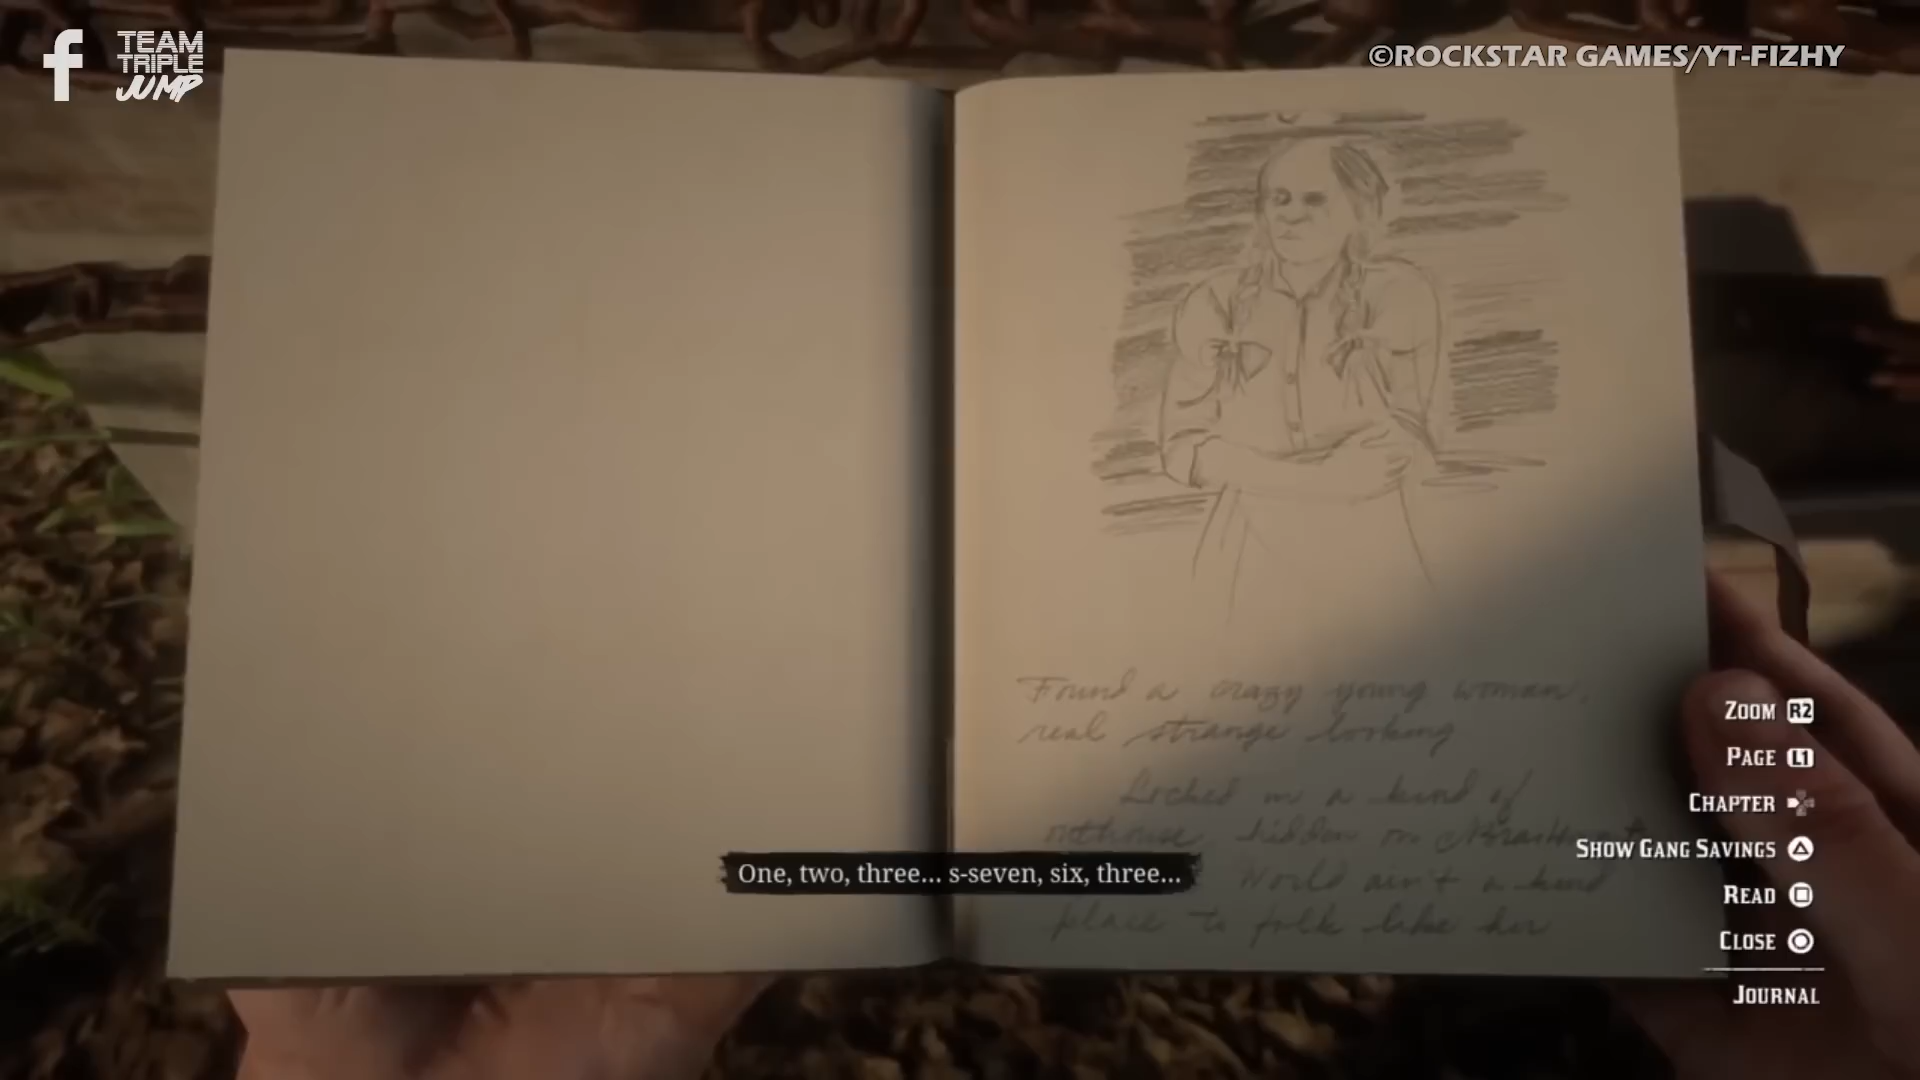 f
TEAM
TRIPLE
JUMP
©ROCKSTAR GAMES/YT-FIZHY
Found a crazy young woman,
real strange looking
Locked in a kind of
outhouse hidden in
World ain't a kind
place to folk like her
One, two, three... s-seven, six, three...
ZOOM R2
PAGE L1
CHAPTER
SHOW GANG SAVINGS
READ
CLOSE
JOURNAL